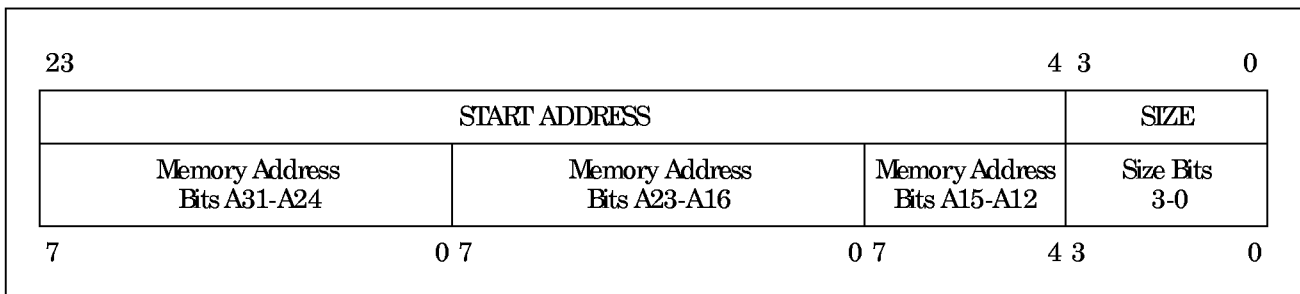 23 4 3 0
START ADDRESS SIZE
Memory Address Memory Address Memory Address Size Bits
Bits A31-A24 Bits A23-A16 Bits A15-A12 3-0
7 0 7 0 7 4 3 0